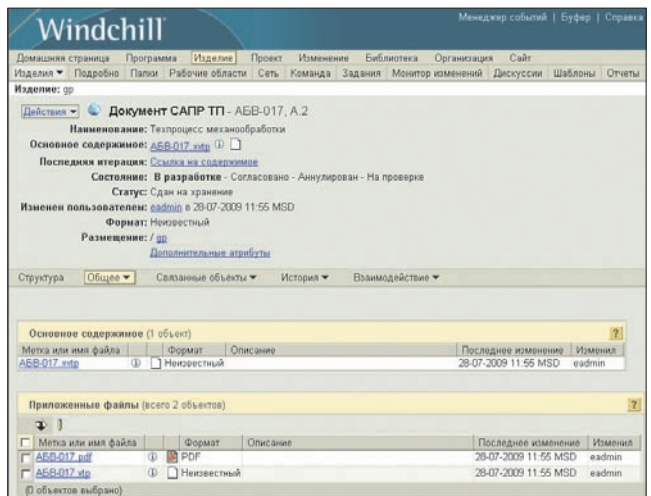 Windchill
Менеджер событий | Буфер | Справка
Домашняя страница Программа Изделие Проект Изменение Библиотека Организация Сайт
Изделия Подробно Папки Рабочие области Сеть Команда Задания Монитор изменений Дискуссии Шаблоны Отчеты
Изделие: gp
Действия Документ САПР ТП - АБВ-017, А.2
Наименование: Техпроцесс механообработки
Основное содержимое: АБВ-017.xvtp
Последняя итерация: Ссылка на содержимое
Состояние: В разработке - Согласовано - Аннулирован - На проверке
Статус: Сдан на хранение
Изменен пользователем: eadmin в 28-07-2009 11:55 MSD
Формат: Неизвестный
Размещение: / gp
Дополнительные атрибуты
Структура Общее Связанные объекты История Взаимодействие
Основное содержимое (1 объект) ?
Метка или имя файла Формат Описание Последнее изменение Изменил
АБВ-017.xvtp Неизвестный 28-07-2009 11:55 MSD eadmin
Приложенные файлы (всего 2 объектов) ?
Метка или имя файла Формат Описание Последнее изменение Изменил
АБВ-017.pdf PDF 28-07-2009 11:55 MSD eadmin
АБВ-017.vtp Неизвестный 28-07-2009 11:55 MSD eadmin
(0 объектов выбрано)